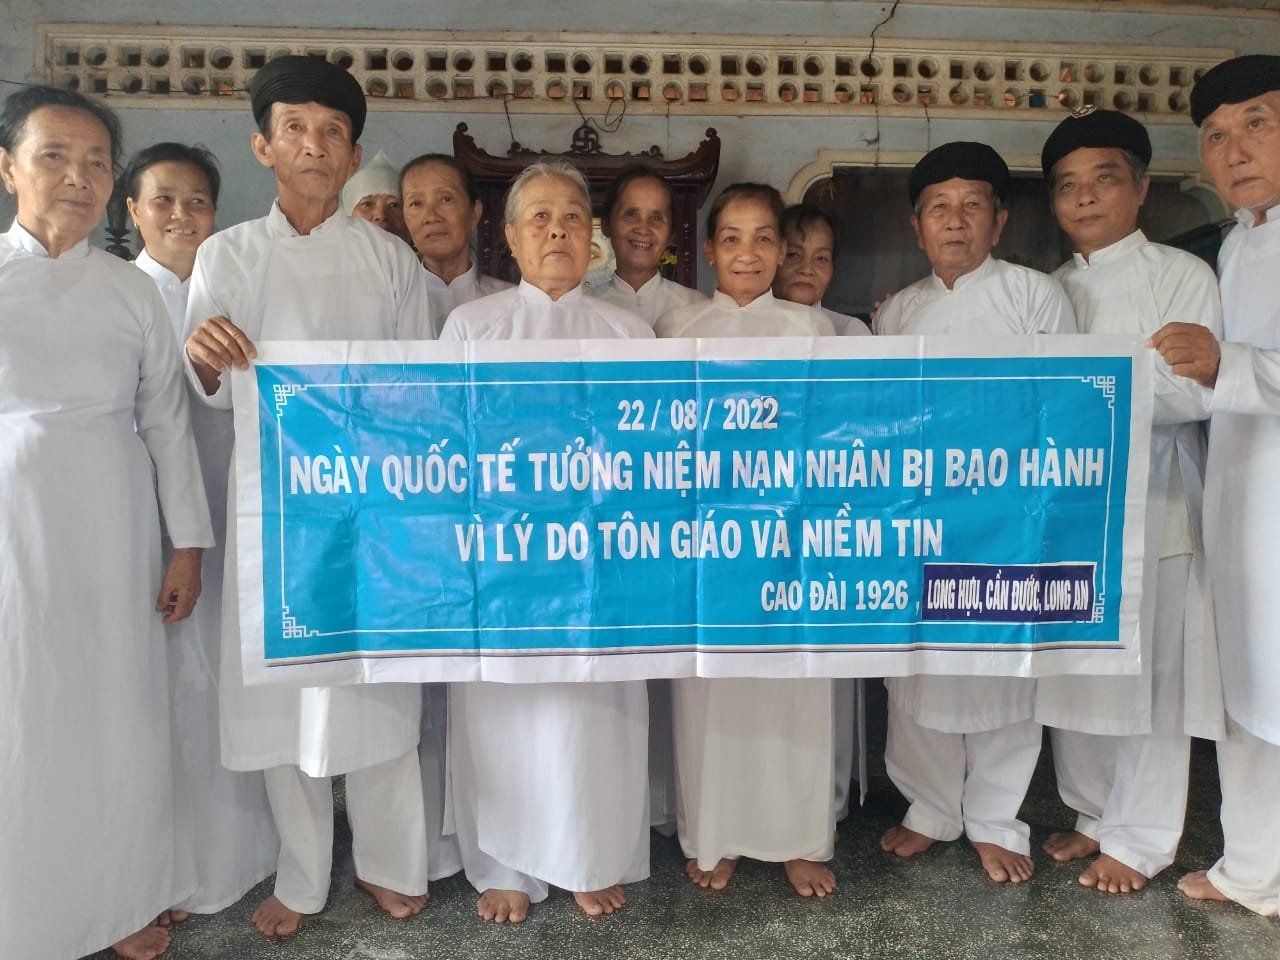 22 / 08 / 2022
NGÀY QUỐC TẾ TƯỞNG NIỆM NẠN NHÂN BỊ BẠO HÀNH
VÌ LÝ DO TÔN GIÁO VÀ NIỀM TIN
CAO ĐÀI 1926 , LONG HỰU, CẦN ĐƯỚC, LONG AN